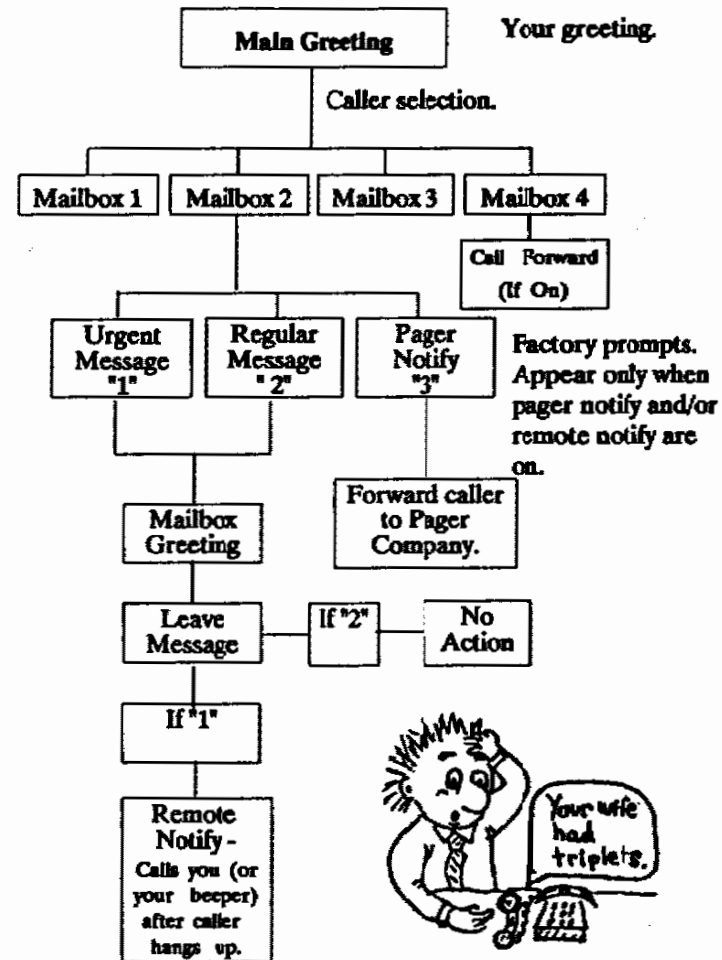 Main Greeting
Your greeting.
Caller selection.
Mailbox 1
Mailbox 2
Mailbox 3
Mailbox 4
Call Forward
(If On)
Urgent
Message
"1"
Regular
Message
"2"
Pager
Notify
"3"
Factory prompts.
Appear only when
pager notify and/or
remote notify are
on.
Forward caller
to Pager
Company.
Mailbox
Greeting
Leave
Message
If "2"
No
Action
If "1"
Remote
Notify -
Calls you (or
your beeper)
after caller
hangs up.
Your wife
had
triplets.